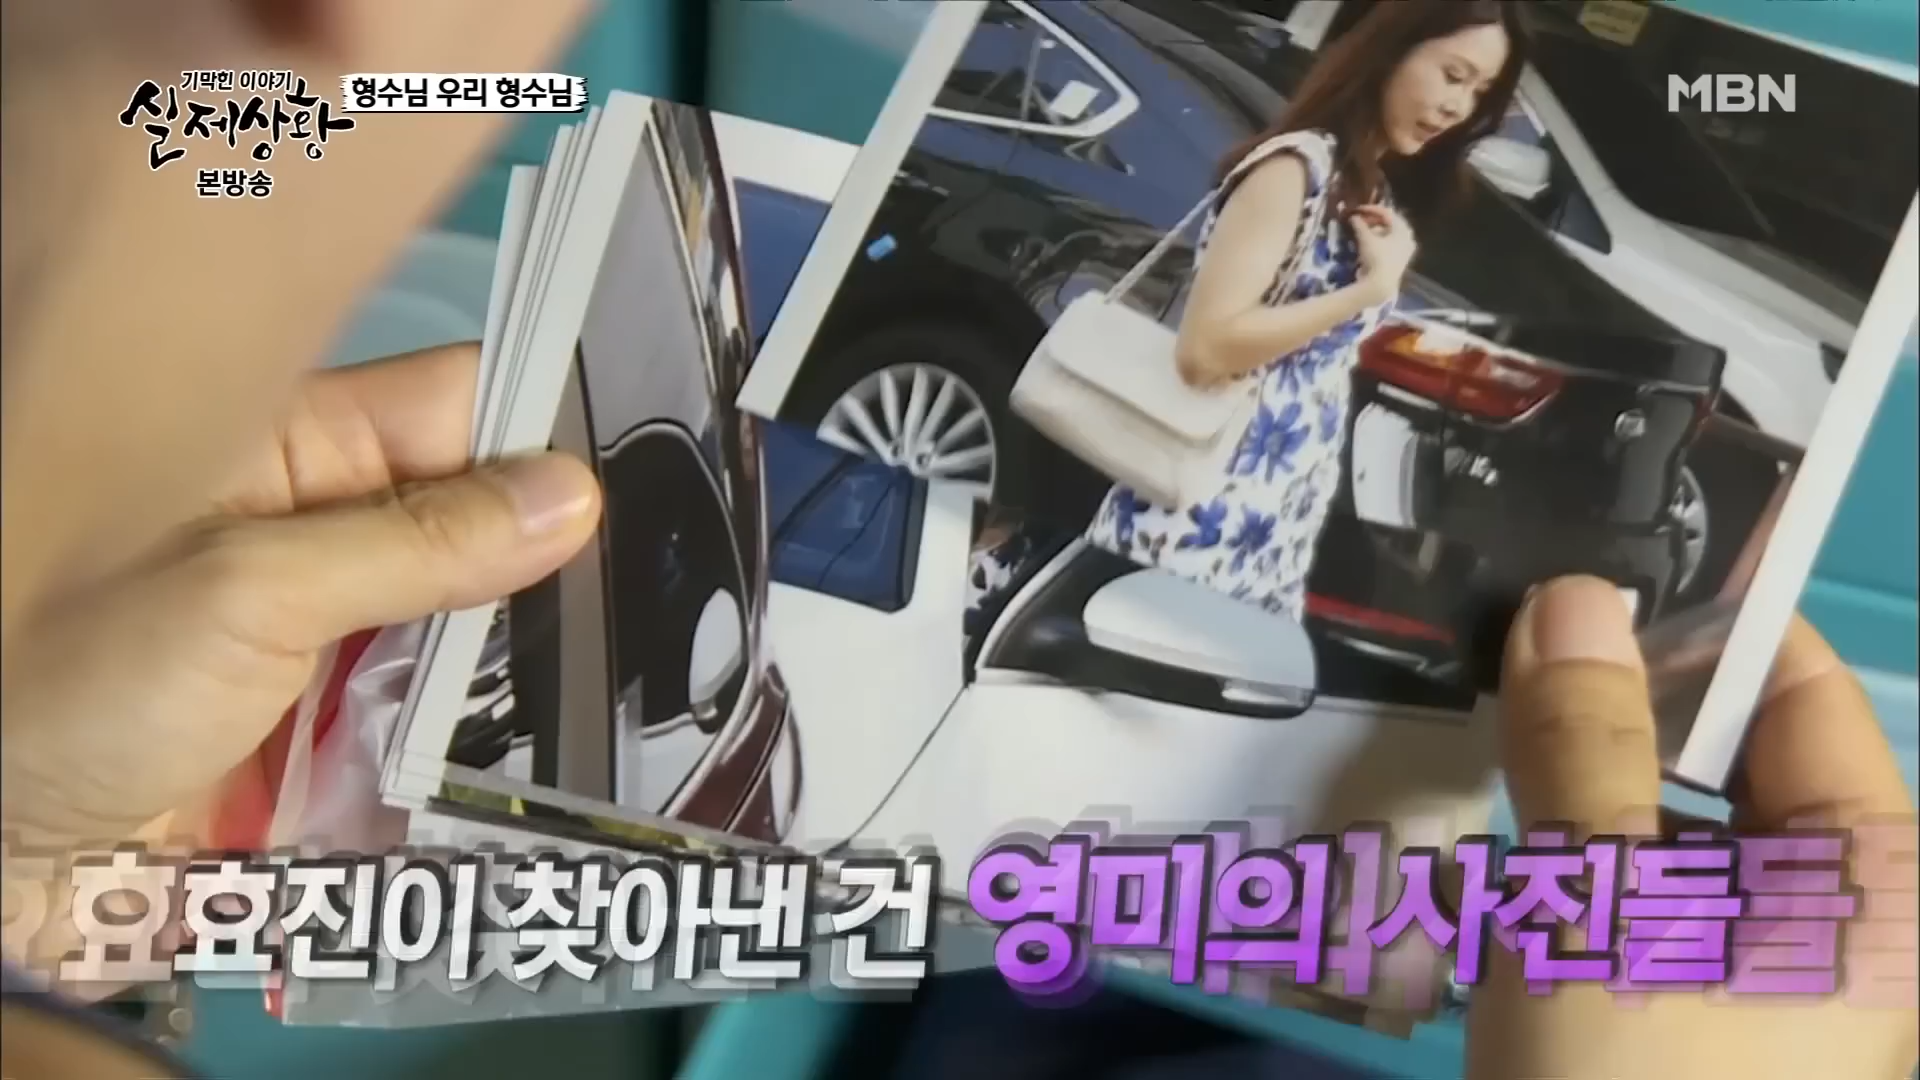 기막힌 이야기
실제상황
본방송
형수님 우리 형수님
MBN
효진이 찾아낸 건 영미의 사진들